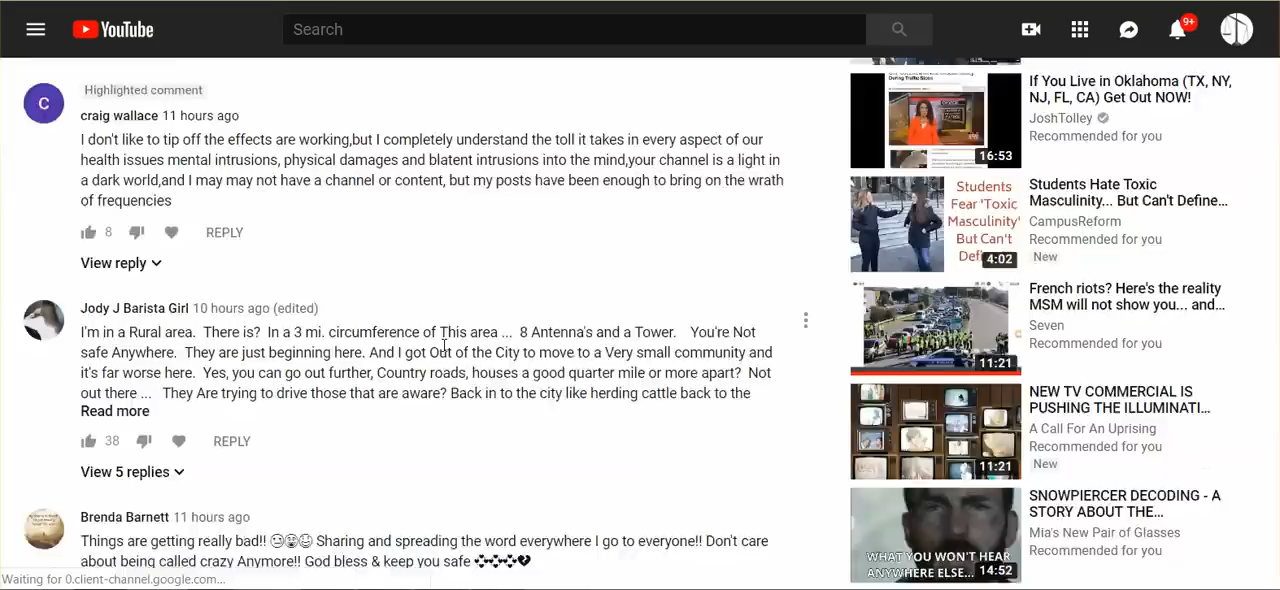 YouTube
Search
9+
C
Highlighted comment
craig watson 11 hours ago
I don't like to rip off the tools we are working,but I completely understand the toll it takes in every aspect of our
health issues mental intrusions,physical damages and blatent intrusions into the mind,your channel is a light in
a dark word,and I may may not have a channel or content, but my posts have been enough to bring on the wrath
of frequencies
8
REPLY
View reply
Jody J Barista Girl 10 hours ago (edited)
I'm in a Rural area. There is? In a 3 mi. circumference of This area ... 8 Antenna's and a Tower. You're Not
safe Anywhere. They are just beginning here. And I got Out of the City to move to a Very small community and
it's far worse here. Yes, you can go out further, Country roads, houses a good quarter mile or more apart? Not
out there ... They Are trying to drive those that are aware? Back in to the city like herding cattle back to the
Read more
38
REPLY
View 5 replies
Brenda Barnett 11 hours ago
Things are getting really bad!! Sharing and spreading the word everywhere I go to everyone!! Don't care
about being called crazy Anymore!! God bless & keep you safe
Waiting for 0.client-channel.google.com...
16:53
If You Live in Oklahoma (TX, NY,
NJ, FL, CA) Get Out NOW!
JoshTolley
Recommended for you
Students
Fear 'Toxic
Masculinity'
But Can't
Defi
4:02
Students Hate Toxic
Masculinity... But Can't Define...
CampusReform
Recommended for you
New
11:21
French riots? Here's the reality
MSM will not show you... and...
Seven
Recommended for you
11:21
NEW TV COMMERCIAL IS
PUSHING THE ILLUMINATI...
A Call For An Uprising
Recommended for you
New
WHAT YOU WON'T HEAR
ANYWHERE ELSE...
14:52
SNOWPIERCER DECODING - A
STORY ABOUT THE...
Mia's New Pair of Glasses
Recommended for you